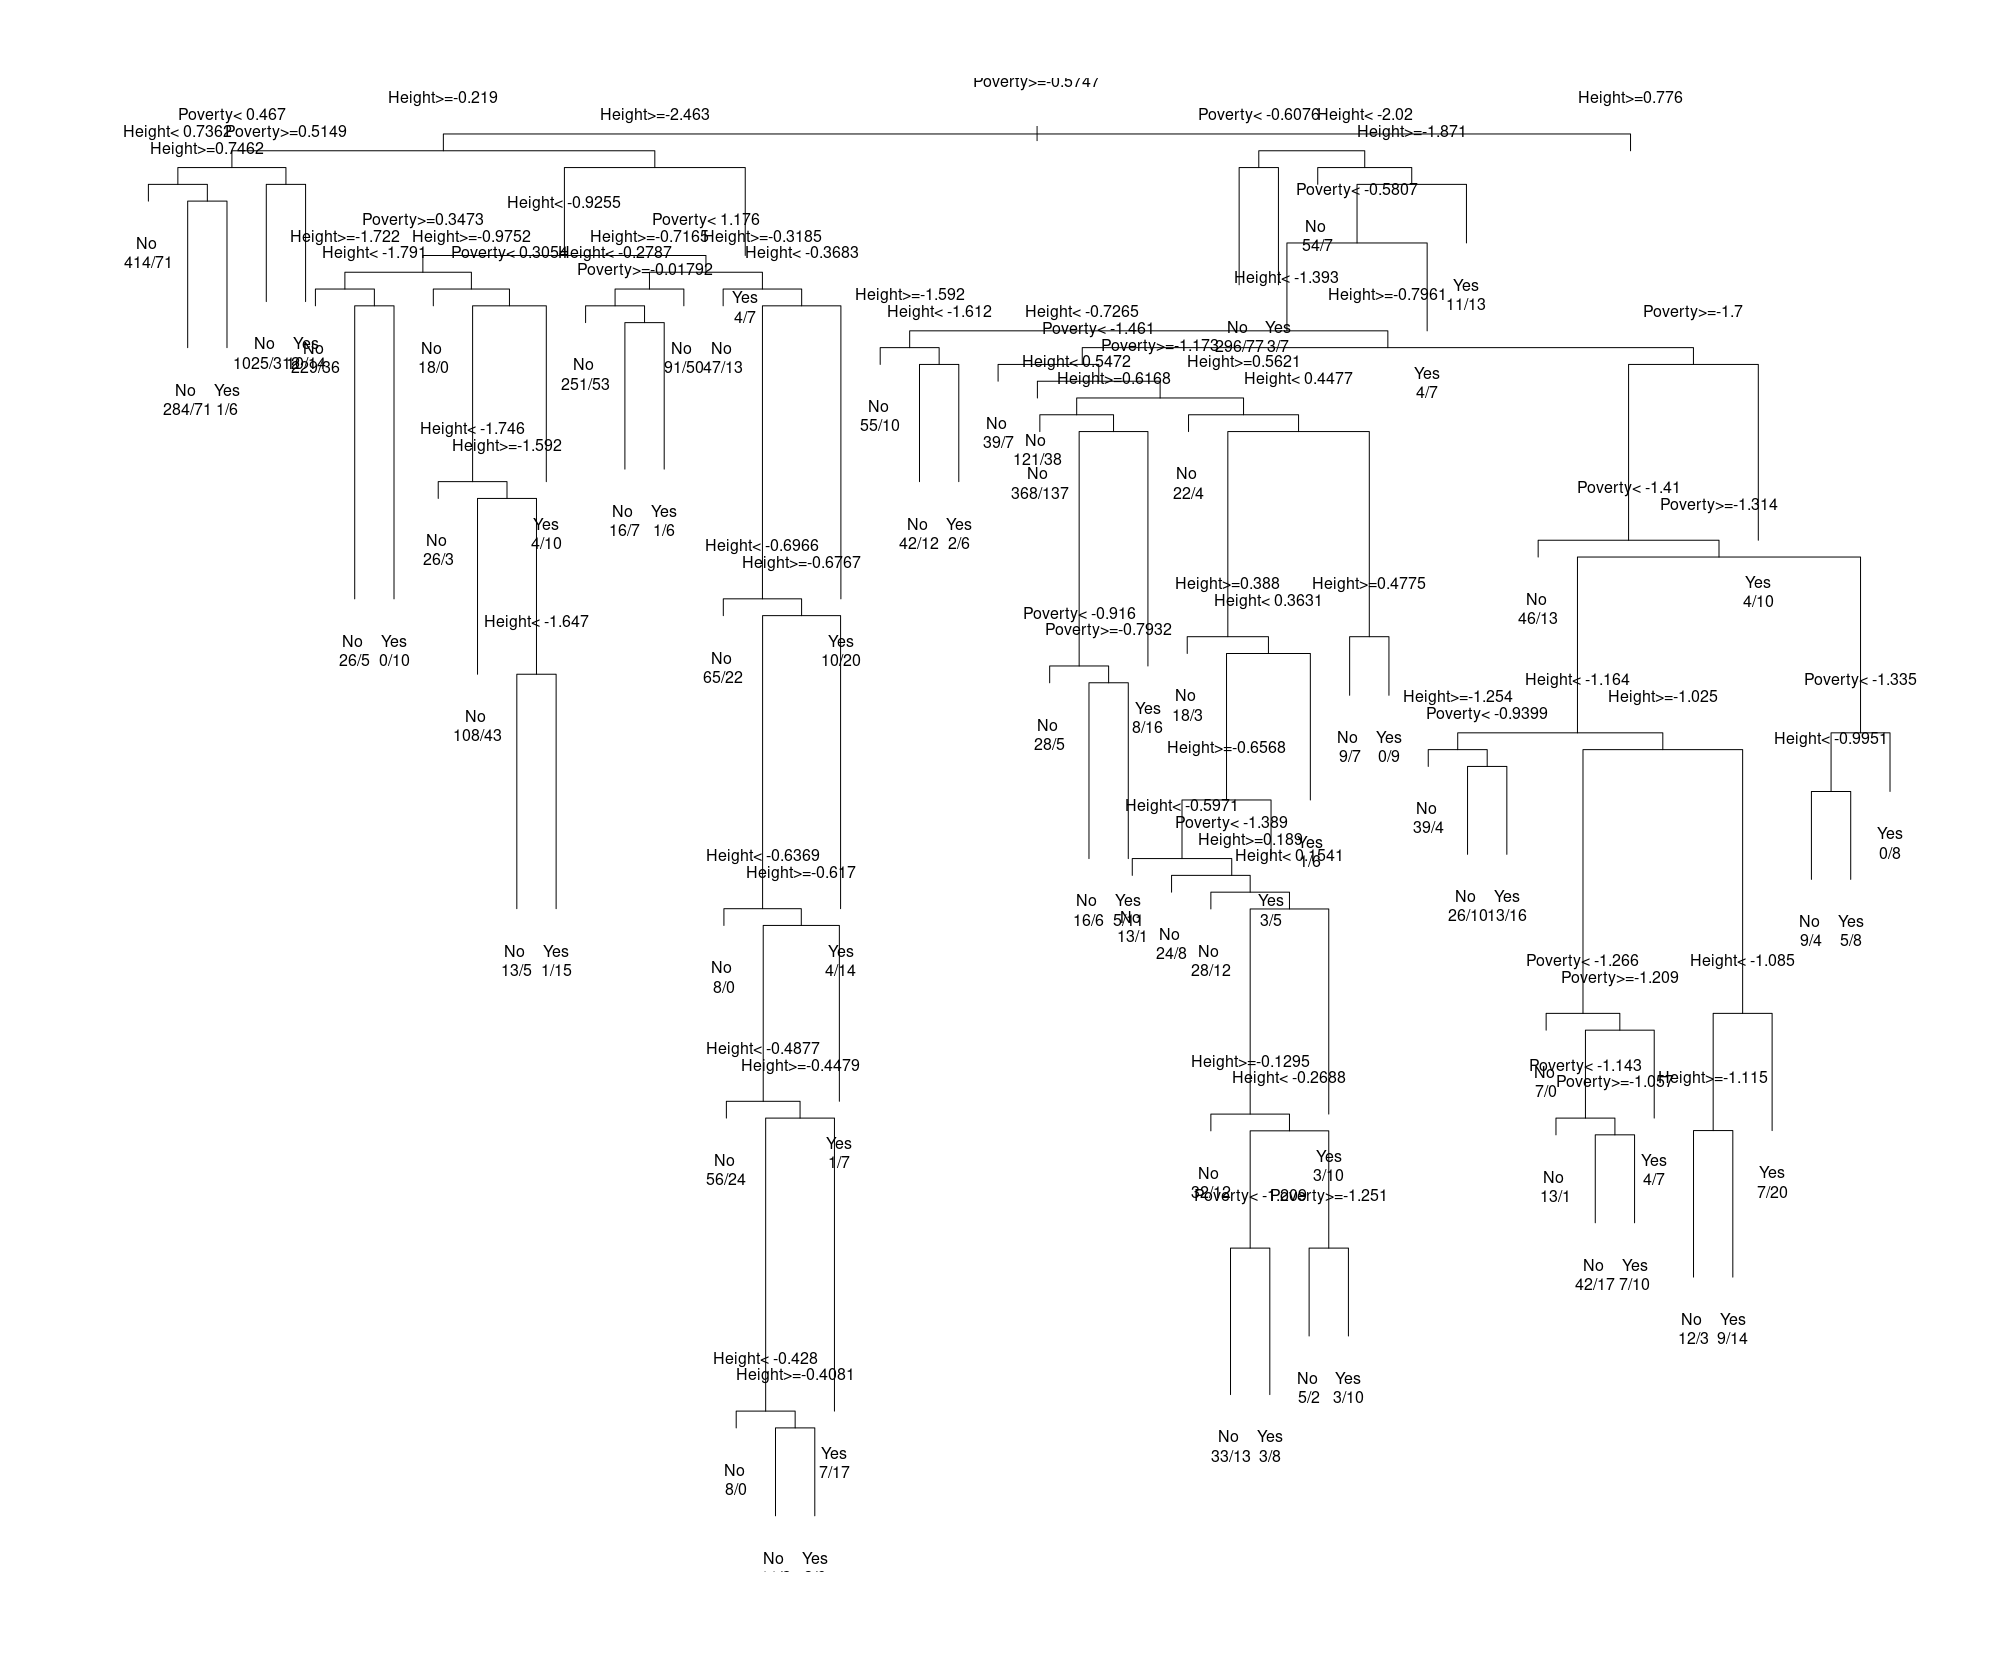 Poverty>=-0.5747
Height>=-0.219
Height>=0.776
Poverty< 0.467
Height>=-2.463
Poverty< -0.6076
Height< -2.02
Height< 0.7362
Poverty>=0.5149
Height>=-1.871
Height>=0.7462
Poverty< -0.5807
Height< -0.9255
Poverty>=0.3473
Poverty< 1.176
No
54/7
Height>=-1.722
Height>=-0.9752
Height>=-0.7165
Height>=-0.3185
No
414/71
Height< -1.791
Poverty< 0.3054
Height< -0.2787
Height< -0.3683
Poverty>=-0.01792
Height< -1.393
Height>=-1.592
Height>=-0.7961
Yes
11/13
Yes
4/7
Height< -1.612
Height< -0.7265
Poverty>=-1.7
Poverty< -1.461
No
296/77
Yes
3/7
Poverty>=-1.173
No
Yes
No
229/36
No
18/0
No
251/53
No
91/50
No
47/13
Height< 0.5472
Height>=0.5621
Height>=0.6168
Height< 0.4477
Yes
4/7
No
284/71
Yes
1/6
No
55/10
No
39/7
No
121/38
No
368/137
No
22/4
Height< -1.746
Height>=-1.592
Poverty< -1.41
Poverty>=-1.314
No
16/7
Yes
1/6
Yes
4/10
No
26/3
No
42/12
Yes
2/6
Height< -0.6966
Height>=-0.6767
Height>=0.388
Height>=0.4775
Height< 0.3631
Yes
4/10
No
46/13
Height< -1.647
Poverty< -0.916
Poverty>=-0.7932
No
26/5
Yes
0/10
No
65/22
Yes
10/20
Height< -1.164
Poverty< -1.335
Height>=-1.254
Height>=-1.025
Poverty< -0.9399
No
18/3
Yes
8/16
No
28/5
No
108/43
No
9/7
Yes
0/9
Height>=-0.6568
Height< -0.9951
Height< -0.5971
Poverty< -1.389
Height>=0.189
Height< 0.1541
Yes
1/6
No
39/4
Yes
0/8
Height< -0.6369
Height>=-0.617
No
16/6
Yes
5/11
No
13/1
Yes
3/5
No
26/10
Yes
13/16
No
24/8
No
28/12
No
9/4
Yes
5/8
No
13/5
Yes
1/15
No
8/0
Yes
4/14
Poverty< -1.266
Height< -1.085
Poverty>=-1.209
Height< -0.4877
Height>=-0.4479
Height>=-0.1295
Height< -0.2688
Poverty< -1.143
Poverty>=-1.057
Height>=-1.115
No
7/0
Yes
1/7
No
56/24
No
32/12
Yes
3/10
Yes
4/7
No
13/1
Yes
7/20
Poverty>=-1.251
No
42/17
Yes
7/10
No
12/3
Yes
9/14
Height< -0.428
Height>=-0.4081
No
5/2
Yes
3/10
No
33/13
Yes
3/8
Yes
7/17
No
8/0
No
Yes